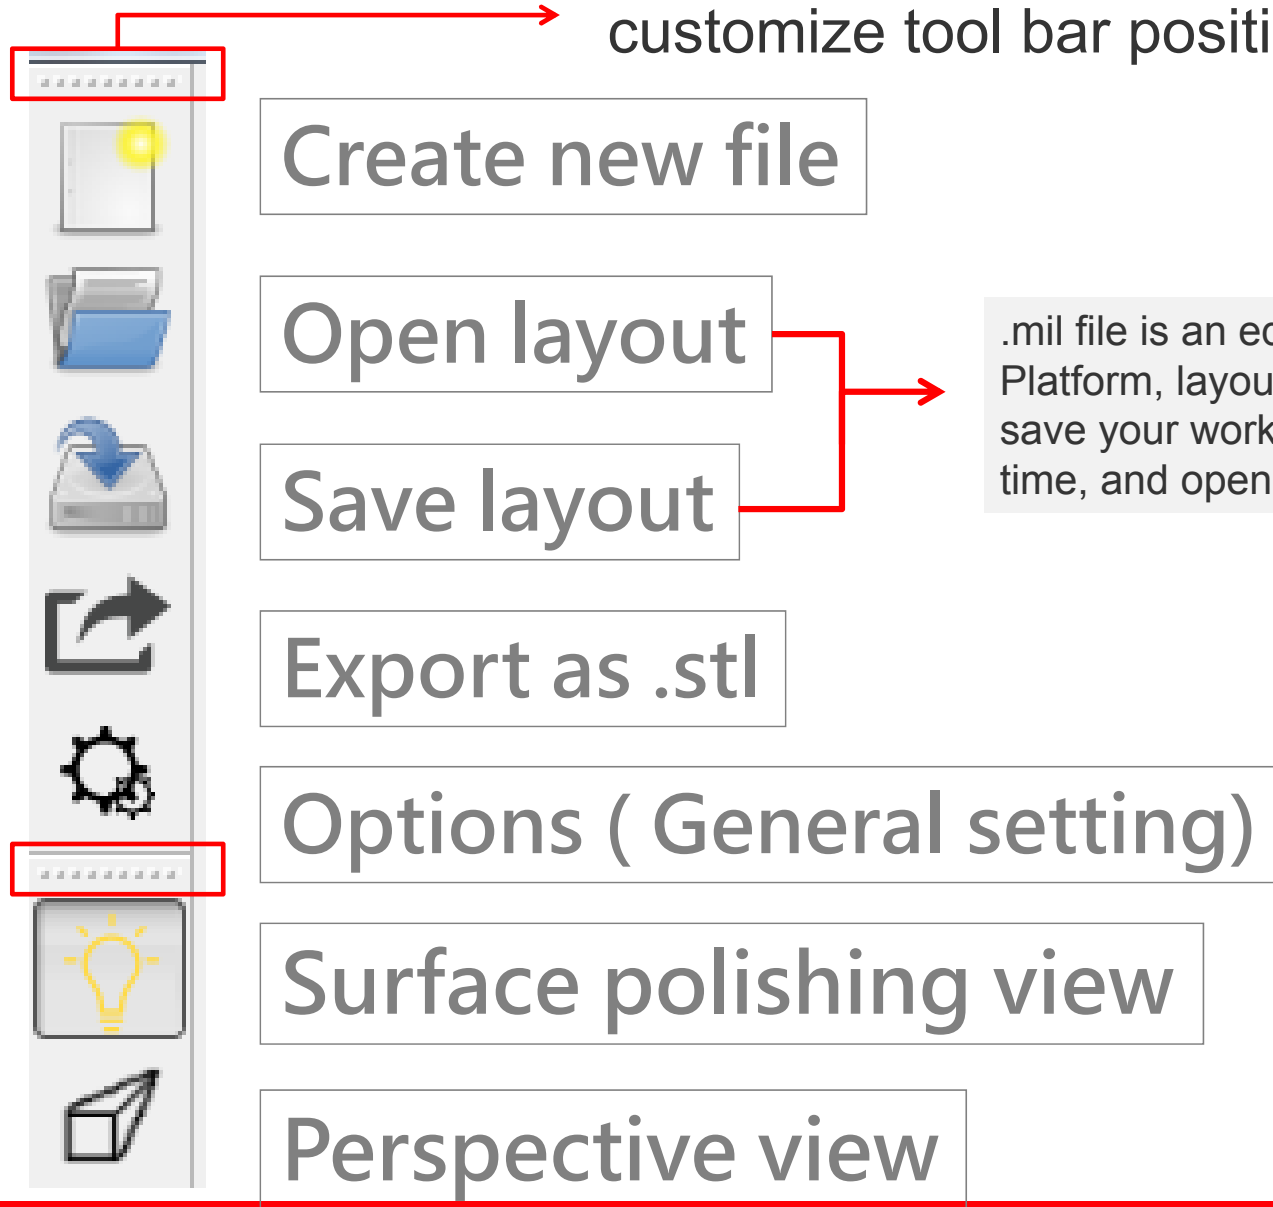 customize tool bar positi
Create new file
Open layout
.mil file is an ec
Platform, layou
save your work
time, and open
Save layout
Export as .stl
Options ( General setting)
Surface polishing view
Perspective view